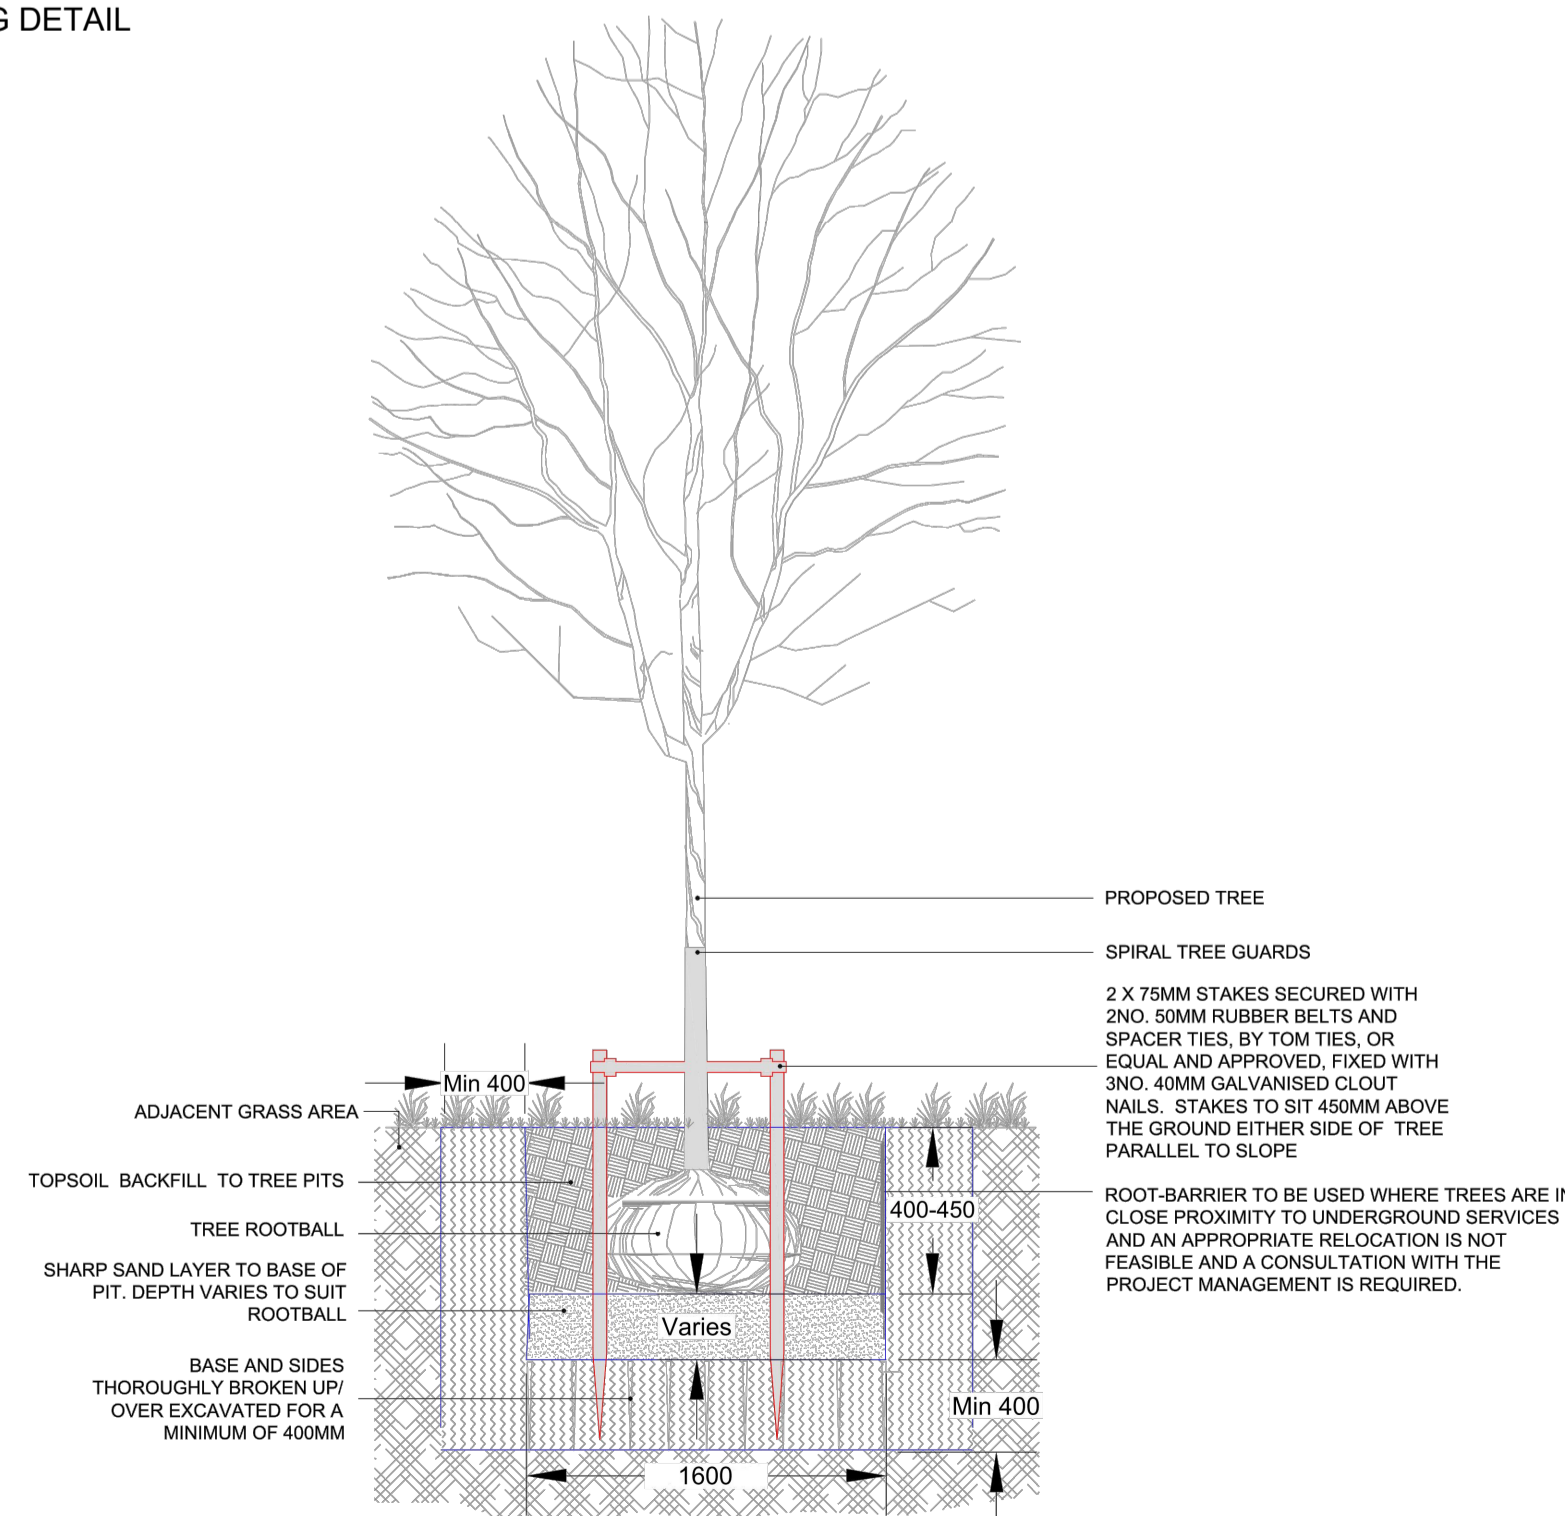 G DETAIL
PROPOSED TREE
SPIRAL TREE GUARDS
2 X 75MM STAKES SECURED WITH
2NO. 50MM RUBBER BELTS AND
SPACER TIES, BY TOM TIES, OR
EQUAL AND APPROVED, FIXED WITH
3NO. 40MM GALVANISED CLOUT
NAILS. STAKES TO SIT 450MM ABOVE
THE GROUND EITHER SIDE OF TREE
PARALLEL TO SLOPE
Min 400
ADJACENT GRASS AREA
TOPSOIL BACKFILL TO TREE PITS
TREE ROOTBALL
SHARP SAND LAYER TO BASE OF
PIT. DEPTH VARIES TO SUIT
ROOTBALL
BASE AND SIDES
THOROUGHLY BROKEN UP/
OVER EXCAVATED FOR A
MINIMUM OF 400MM
400-450
ROOT-BARRIER TO BE USED WHERE TREES ARE
CLOSE PROXIMITY TO UNDERGROUND SERVICES
AND AN APPROPRIATE RELOCATION IS NOT
FEASIBLE AND A CONSULTATION WITH THE
PROJECT MANAGEMENT IS REQUIRED.
Varies
Min 400
1600